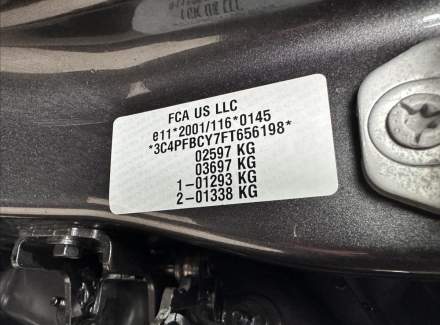 FCA US LLC
e11*2001/116*0145
*3C4PFBCY7FT656198*
02597 KG
03697 KG
1-01293 KG
2-01338 KG